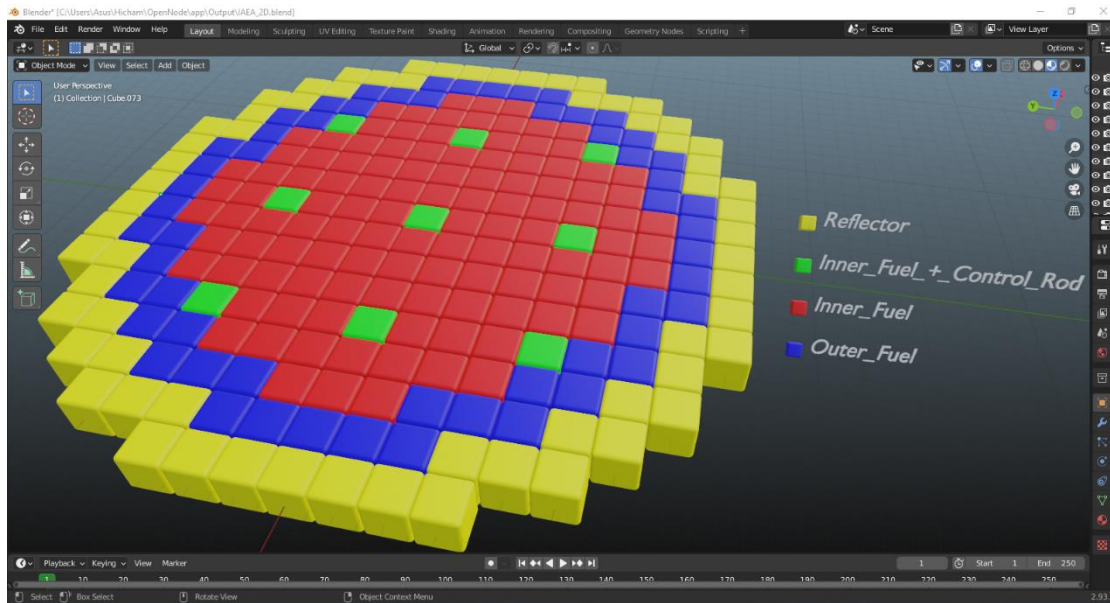 Blender* [C:\Users\Asus\Hicham\OpenNode\app\Output\IAEA_2D.blend]
File Edit Render Window Help Layout Modeling Sculpting UV Editing Texture Paint Shading Animation Rendering Compositing Geometry Nodes Scripting + Scene View Layer
Global Options
Object Mode View Select Add Object
User Perspective
(1) Collection | Cube.073
Z
Y
Reflector
Inner_Fuel_+_Control_Rod
Inner_Fuel
Outer_Fuel
Playback Keying View Marker 1 Start 1 End 250
1 10 20 30 40 50 60 70 80 90 100 110 120 130 140 150 160 170 180 190 200 210 220 230 240 250
Select Box Select Rotate View Object Context Menu 2.93